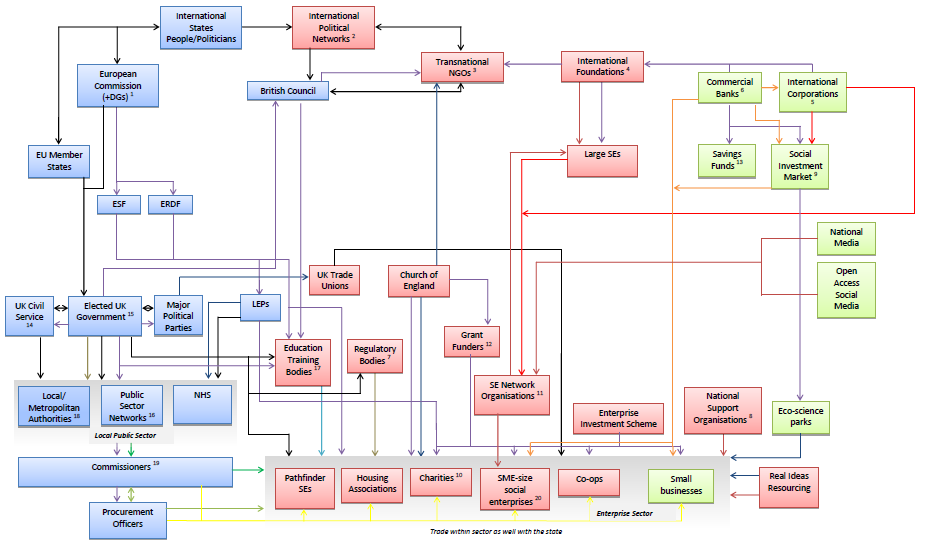 International
States
People/Politicians
International
Political
Networks 2
European
Commission
(+DGs) 1
Transnational
NGOs 3
International
Foundations 4
Commercial
Banks 6
International
Corporations
5
British Council
EU Member
States
Large SEs
Savings
Funds 13
Social
Investment
Market 9
ESF
ERDF
National
Media
Open
Access
Social
Media
UK Trade
Unions
Church of
England
UK Civil
Service
14
Elected UK
Government 15
Major
Political
Parties
LEPs
Grant
Funders 12
Education
Training
Bodies 17
Regulatory
Bodies 7
SE Network
Organisations 11
Enterprise
Investment Scheme
National
Support
Organisations 8
Eco-science
parks
Local/
Metropolitan
Authorities 18
Public
Sector
Networks 16
NHS
Local Public Sector
Commissioners 19
Procurement
Officers
Pathfinder
SEs
Housing
Associations
Charities 10
SME-size
social
enterprises 20
Co-ops
Small
businesses
Real Ideas
Resourcing
Enterprise Sector
Trade within sector as well with the state